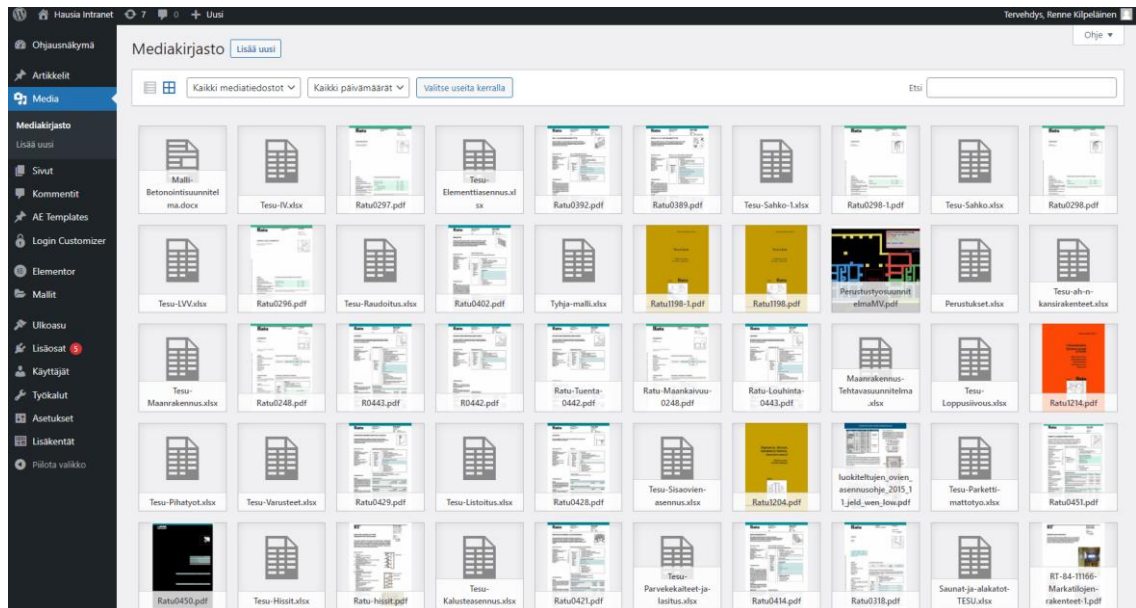 Hausia Intranet 7 0 + Uusi Tervehdys, Renne Kilpeläinen
Ohje
Ohjausnäkymä
Artikkelit
Media
Mediakirjasto
Lisää uusi
Sivut
Kommentit
AE Templates
Login Customizer
Elementor
Mallit
Ulkoasu
Lisäosat 5
Käyttäjät
Työkalut
Asetukset
Lisäkentät
Piilota valikko
Mediakirjasto Lisää uusi
Kaikki mediatiedostot Kaikki päivämäärät Valitse useita kerralla Etsi
Malli-
Betonointisuunnitel
ma.docx
Tesu-IV.xlsx
Ratu0297.pdf
Tesu-
Elementtiasennus.xl
sx
Ratu0392.pdf
Ratu0389.pdf
Tesu-Sahko-1.xlsx
Ratu0298-1.pdf
Tesu-Sahko.xlsx
Ratu0298.pdf
Tesu-LVV.xlsx
Ratu0296.pdf
Tesu-Raudoitus.xlsx
Ratu0402.pdf
Tyhja-malli.xlsx
Ratu1198-1.pdf
Ratu1198.pdf
Perustustyosuunnit
elmaMV.pdf
Perustukset.xlsx
Tesu-ah-n-
kansirakenteet.xlsx
Tesu-
Maanrakennus.xlsx
Ratu0248.pdf
R0443.pdf
R0442.pdf
Ratu-Tuenta-
0442.pdf
Ratu-Maankaivuu-
0248.pdf
Ratu-Louhinta-
0443.pdf
Maanrakennus-
Tehtavasuunnitelma
.xlsx
Tesu-
Loppusiivous.xlsx
Ratu1214.pdf
Tesu-Pihatyot.xlsx
Tesu-Varusteet.xlsx
Ratu0429.pdf
Tesu-Listoitus.xlsx
Ratu0428.pdf
Tesu-Sisaovien-
asennus.xlsx
Ratu1204.pdf
luokiteltujen_ovien_
asennusohje_2015_1
1_jeld_wen_low.pdf
Tesu-Parketti-
mattotyo.xlsx
Ratu0451.pdf
Ratu0450.pdf
Tesu-Hissit.xlsx
Ratu-hissit.pdf
Tesu-
Kalusteasennus.xlsx
Ratu0421.pdf
Tesu-
Parvekekaiteet-ja-
lasitus.xlsx
Ratu0414.pdf
Ratu0318.pdf
Saunat-ja-alakatot-
TESU.xlsx
RT-84-11166-
Markatilojen-
rakenteet-1.pdf